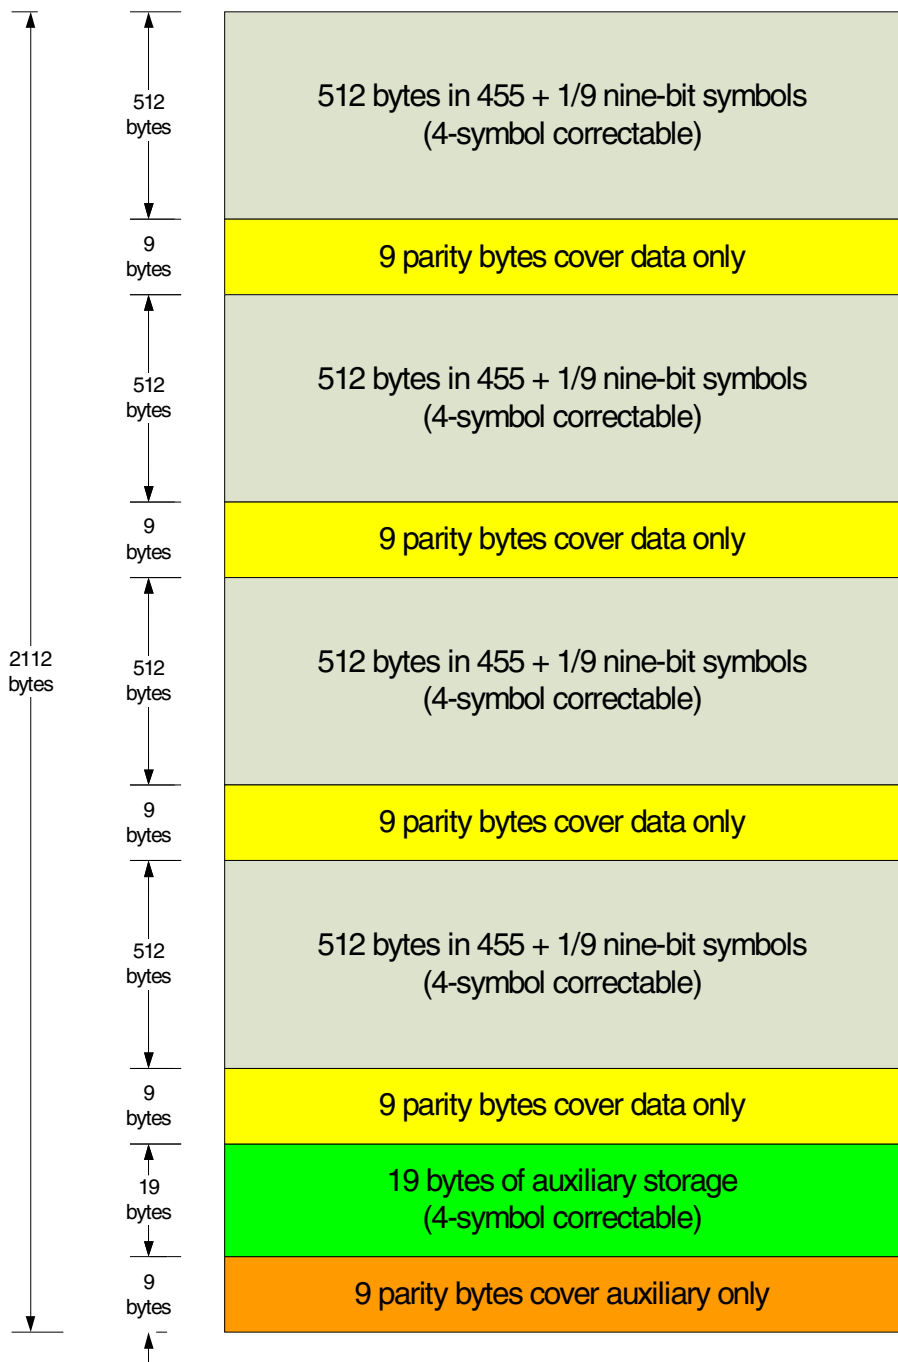 512
bytes
512 bytes in 455 + 1/9 nine-bit symbols
(4-symbol correctable)
9
bytes
9 parity bytes cover data only
512
bytes
512 bytes in 455 + 1/9 nine-bit symbols
(4-symbol correctable)
9
bytes
9 parity bytes cover data only
2112
bytes
512
bytes
512 bytes in 455 + 1/9 nine-bit symbols
(4-symbol correctable)
9
bytes
9 parity bytes cover data only
512
bytes
512 bytes in 455 + 1/9 nine-bit symbols
(4-symbol correctable)
9
bytes
9 parity bytes cover data only
19
bytes
19 bytes of auxiliary storage
(4-symbol correctable)
9
bytes
9 parity bytes cover auxiliary only